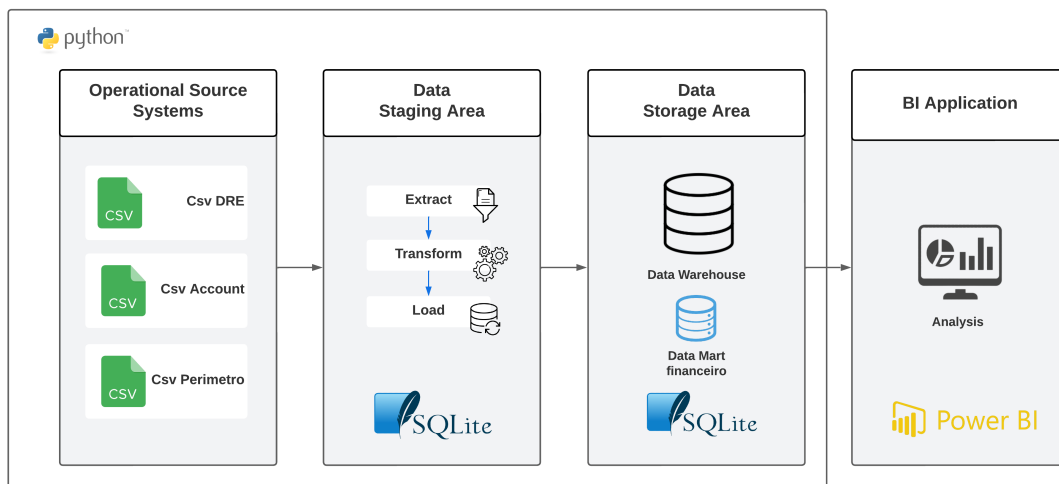 python™
Operational Source
Systems
CSV
Csv DRE
CSV
Csv Account
CSV
Csv Perimetro
Data
Staging Area
Extract
Transform
Load
SQLite
Data
Storage Area
Data Warehouse
Data Mart
financeiro
SQLite
BI Application
Analysis
Power BI